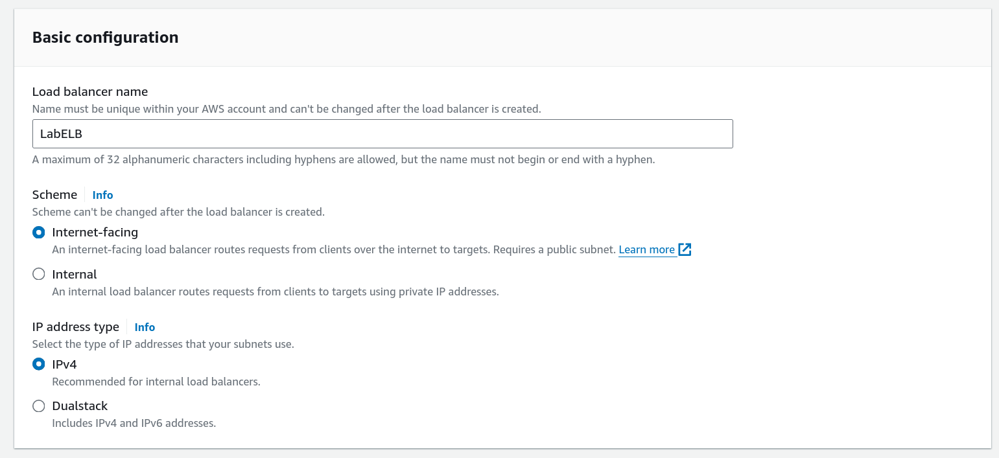 Basic configuration
Load balancer name
Name must be unique within your AWS account and can't be changed after the load balancer is created.
LabELB
A maximum of 32 alphanumeric characters including hyphens are allowed, but the name must not begin or end with a hyphen.
Scheme Info
Scheme can't be changed after the load balancer is created.
Internet-facing
An internet-facing load balancer routes requests from clients over the internet to targets. Requires a public subnet. Learn more
Internal
An internal load balancer routes requests from clients to targets using private IP addresses.
IP address type Info
Select the type of IP addresses that your subnets use.
IPv4
Recommended for internal load balancers.
Dualstack
Includes IPv4 and IPv6 addresses.